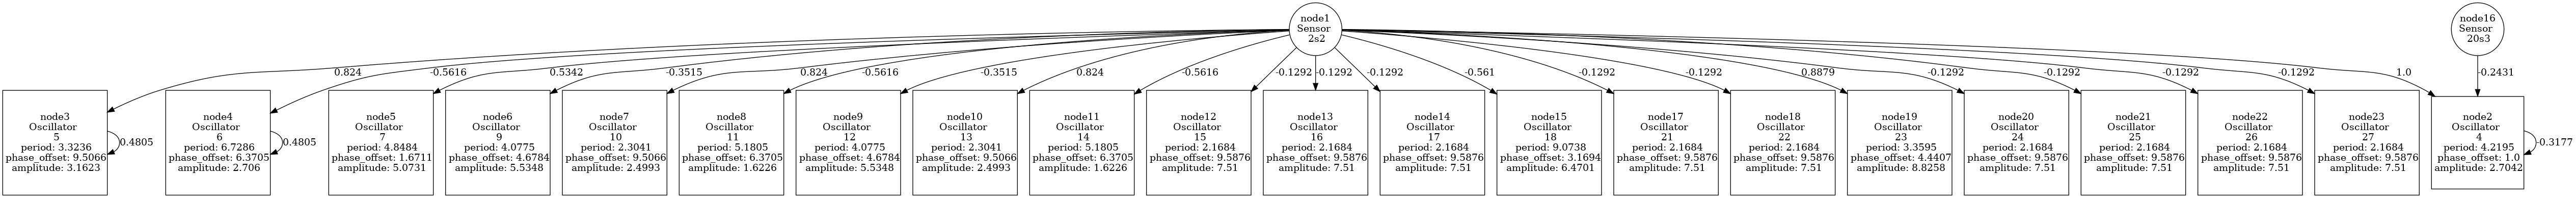 node1
Sensor
2s2
node16
Sensor
20s3
0.824
-0.5616
0.5342
-0.3515
0.824
-0.5616
-0.3515
0.824
-0.5616
-0.1292
-0.1292
-0.1292
-0.561
-0.1292
-0.1292
0.8879
-0.1292
-0.1292
-0.1292
-0.1292
1.0
-0.2431
node3
Oscillator
5
period: 3.3236
phase_offset: 9.5066
amplitude: 3.1623
0.4805
node4
Oscillator
6
period: 6.7286
phase_offset: 6.3705
amplitude: 2.706
0.4805
node5
Oscillator
7
period: 4.8484
phase_offset: 1.6711
amplitude: 5.0731
node6
Oscillator
9
period: 4.0775
phase_offset: 4.6784
amplitude: 5.5348
node7
Oscillator
10
period: 2.3041
phase_offset: 9.5066
amplitude: 2.4993
node8
Oscillator
11
period: 5.1805
phase_offset: 6.3705
amplitude: 1.6226
node9
Oscillator
12
period: 4.0775
phase_offset: 4.6784
amplitude: 5.5348
node10
Oscillator
13
period: 2.3041
phase_offset: 9.5066
amplitude: 2.4993
node11
Oscillator
14
period: 5.1805
phase_offset: 6.3705
amplitude: 1.6226
node12
Oscillator
15
period: 2.1684
phase_offset: 9.5876
amplitude: 7.51
node13
Oscillator
16
period: 2.1684
phase_offset: 9.5876
amplitude: 7.51
node14
Oscillator
17
period: 2.1684
phase_offset: 9.5876
amplitude: 7.51
node15
Oscillator
18
period: 9.0738
phase_offset: 3.1694
amplitude: 6.4701
node17
Oscillator
21
period: 2.1684
phase_offset: 9.5876
amplitude: 7.51
node18
Oscillator
22
period: 2.1684
phase_offset: 9.5876
amplitude: 7.51
node19
Oscillator
23
period: 3.3595
phase_offset: 4.4407
amplitude: 8.8258
node20
Oscillator
24
period: 2.1684
phase_offset: 9.5876
amplitude: 7.51
node21
Oscillator
25
period: 2.1684
phase_offset: 9.5876
amplitude: 7.51
node22
Oscillator
26
period: 2.1684
phase_offset: 9.5876
amplitude: 7.51
node23
Oscillator
27
period: 2.1684
phase_offset: 9.5876
amplitude: 7.51
node2
Oscillator
4
period: 4.2195
phase_offset: 1.0
amplitude: 2.7042
-0.3177